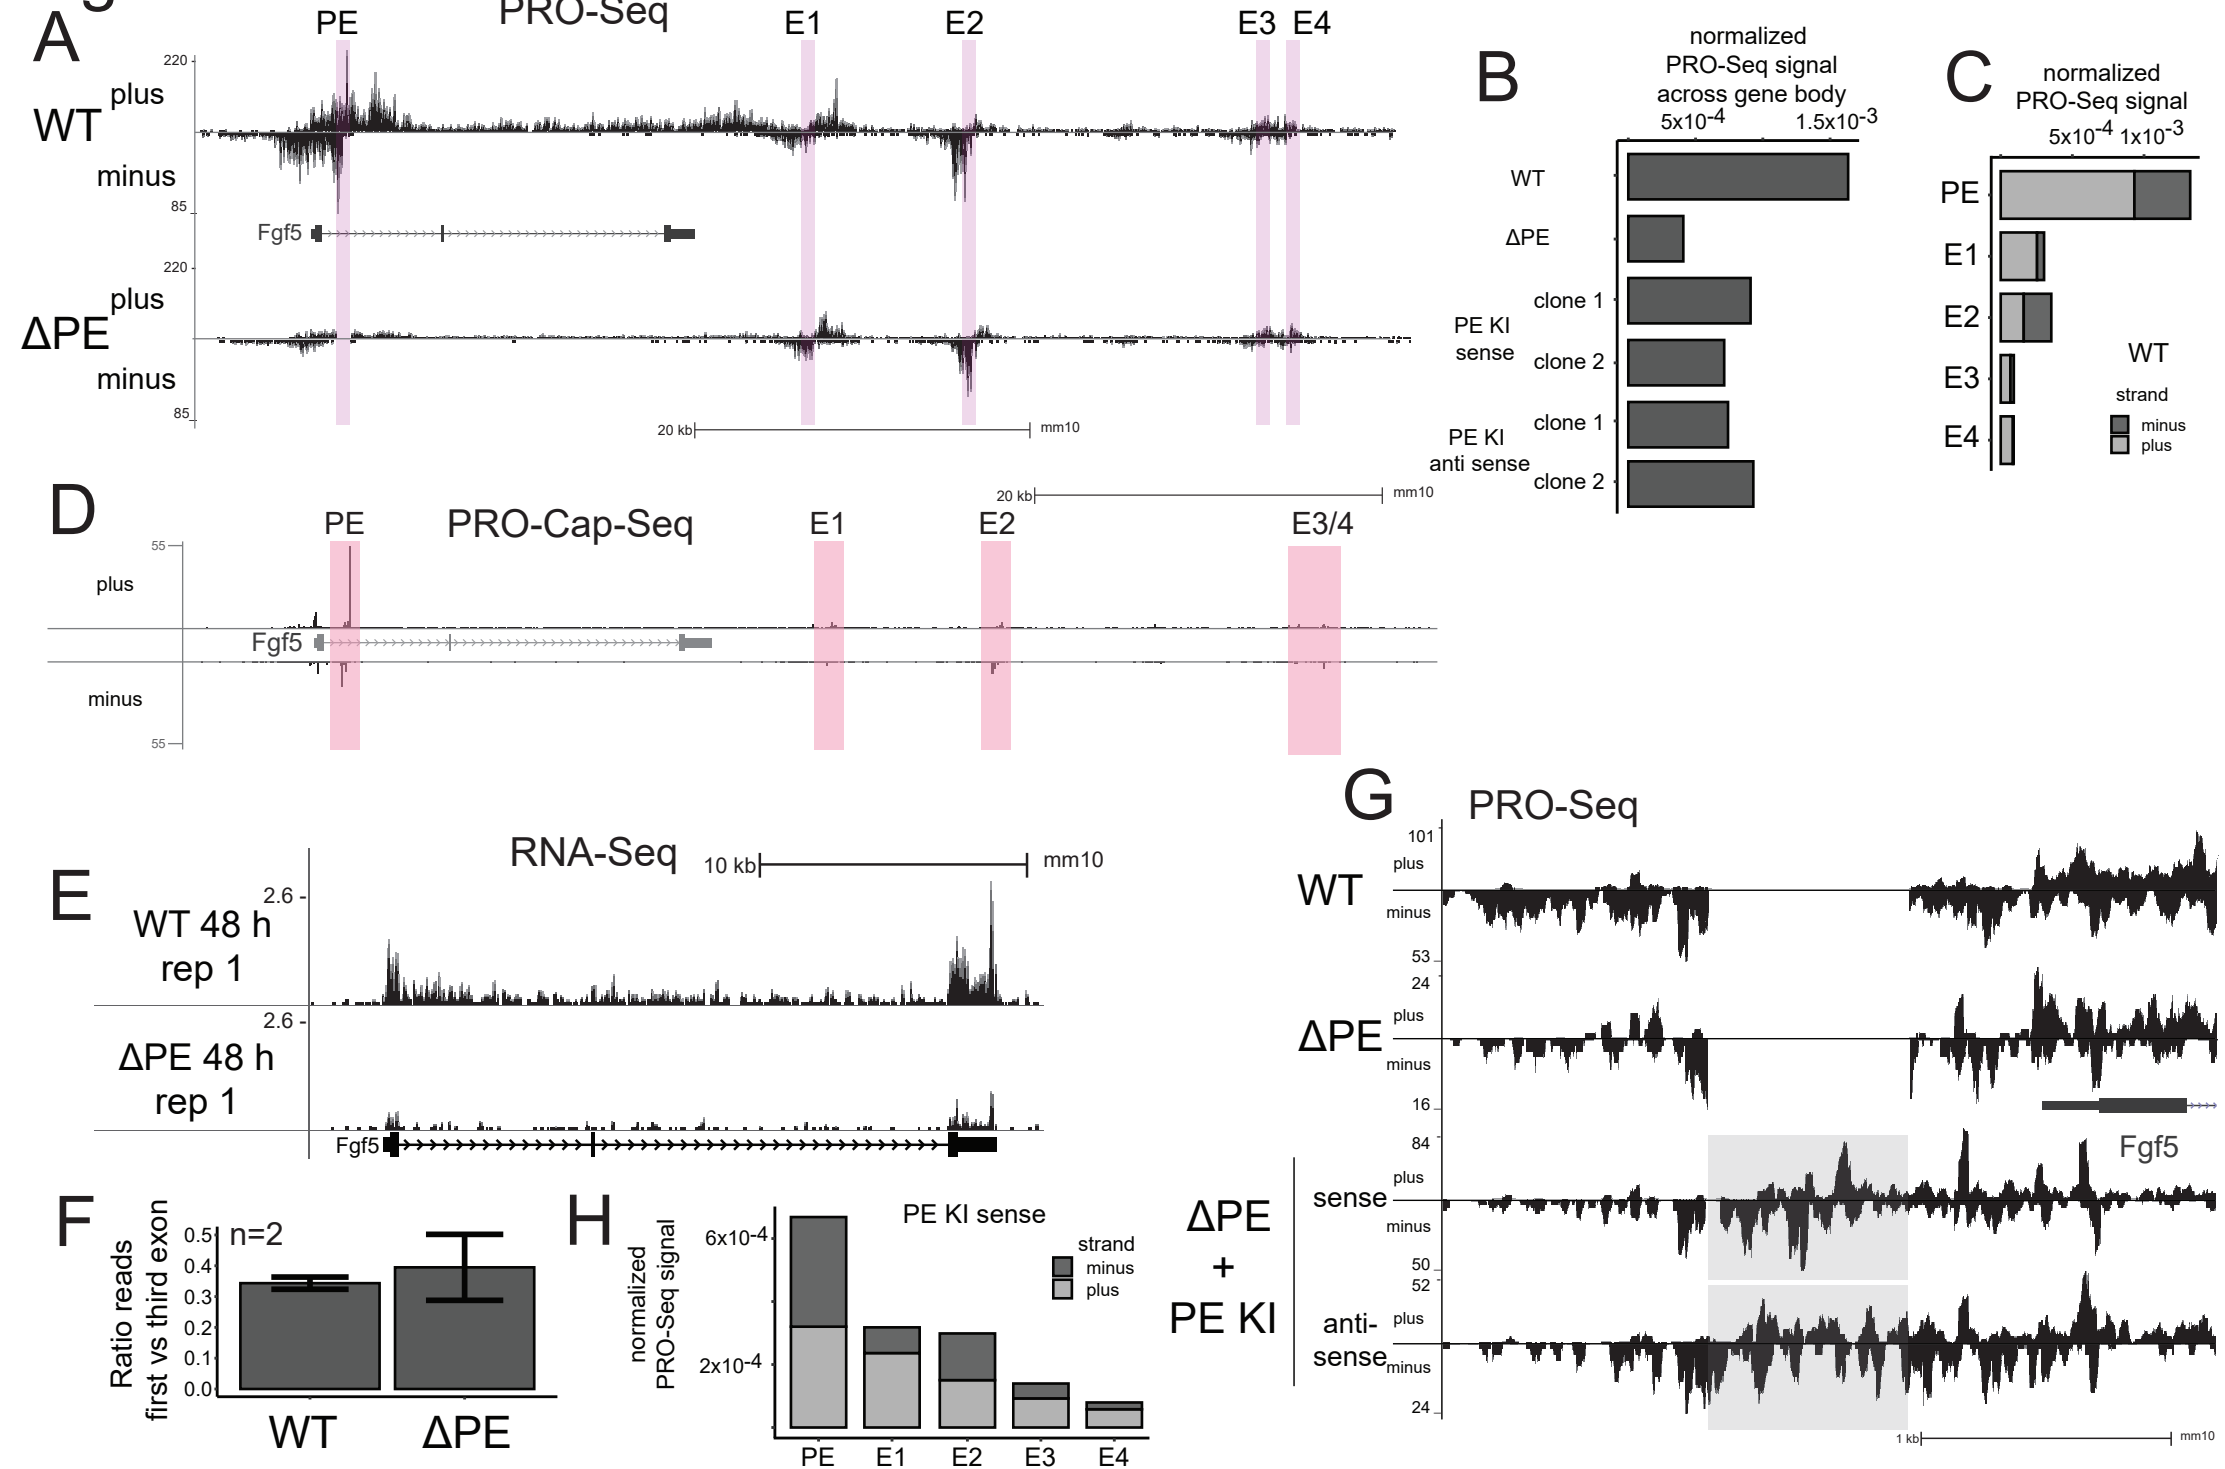 A
PRO-Seq
PE
E1
E2
E3
E4
220
plus
WT
minus
85
Fgf5
220
plus
ΔPE
minus
85
20 kb
mm10
B
normalized
PRO-Seq signal
across gene body
5x10-4
1.5x10-3
WT
ΔPE
clone 1
PE KI
sense
clone 2
clone 1
PE KI
anti sense
clone 2
C
normalized
PRO-Seq signal
5x10-4 1x10-3
PE
E1
E2
WT
E3
strand
minus
plus
E4
D
20 kb
mm10
PE
PRO-Cap-Seq
E1
E2
E3/4
55
plus
Fgf5
minus
55
E
RNA-Seq
10 kb
mm10
2.6
WT 48 h
rep 1
2.6
ΔPE 48 h
rep 1
Fgf5
F
Ratio reads
first vs third exon
n=2
0.5
0.4
0.3
0.2
0.1
0.0
WT
ΔPE
H
normalized
PRO-Seq signal
PE KI sense
6x10-4
2x10-4
strand
minus
plus
PE
E1
E2
E3
E4
G
PRO-Seq
101
plus
WT
minus
53
24
plus
ΔPE
minus
16
Fgf5
84
plus
sense
minus
50
ΔPE
+
PE KI
52
plus
anti-
sense
minus
24
1 kb
mm10